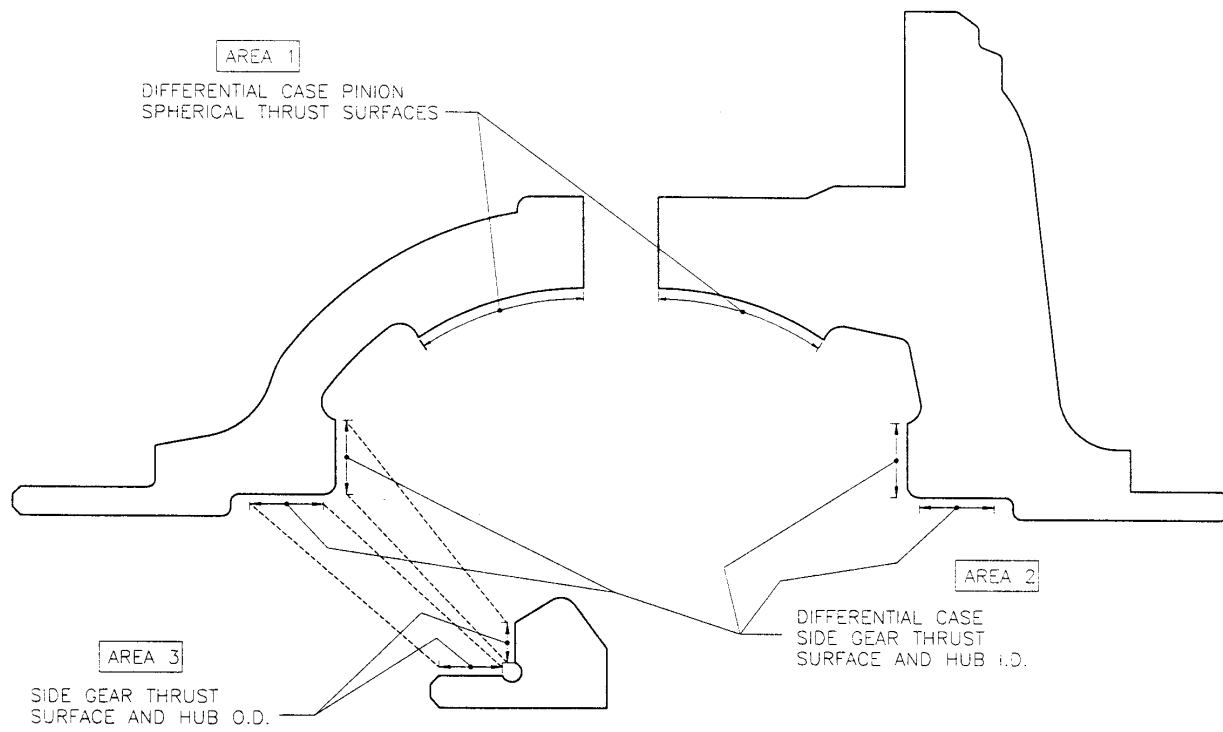 AREA 1
DIFFERENTIAL CASE PINION
SPHERICAL THRUST SURFACES
AREA 2
DIFFERENTIAL CASE
SIDE GEAR THRUST
SURFACE AND HUB I.D.
AREA 3
SIDE GEAR THRUST
SURFACE AND HUB O.D.